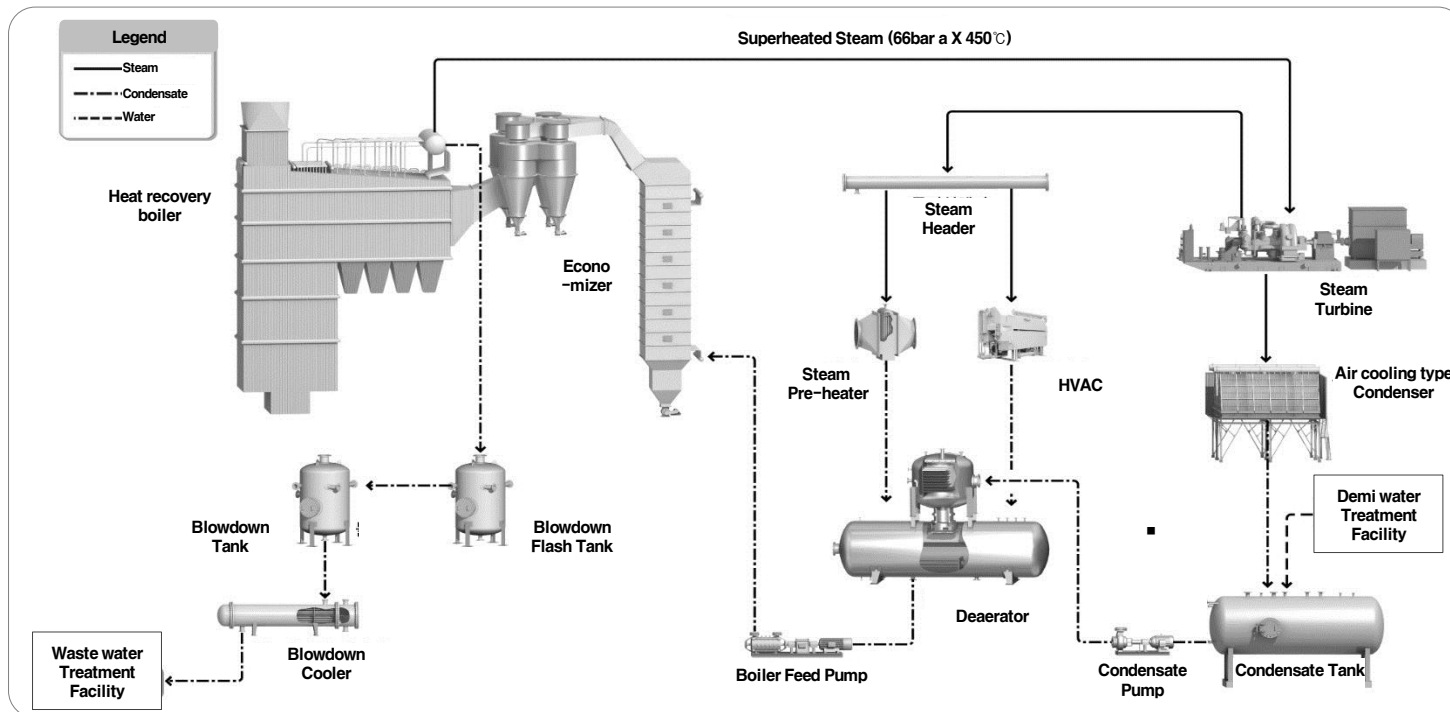 Legend
Steam
Condensate
Water
Superheated Steam (66bar a X 450℃)
Heat recovery
boiler
Econo
-mizer
Steam
Header
Steam
Turbine
Steam
Pre-heater
HVAC
Air cooling type
Condenser
Blowdown
Tank
Blowdown
Flash Tank
Demi water
Treatment
Facility
Deaerator
Waste water
Treatment
Facility
Blowdown
Cooler
Boiler Feed Pump
Condensate
Pump
Condensate Tank